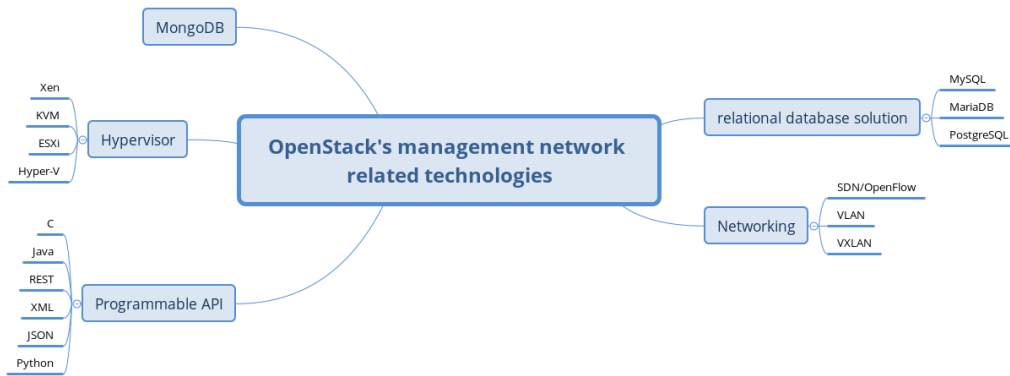 MongoDB
OpenStack's management network
related technologies
Hypervisor
Xen
KVM
ESXi
Hyper-V
Programmable API
C
Java
REST
XML
JSON
Python
relational database solution
MySQL
MariaDB
PostgreSQL
Networking
SDN/OpenFlow
VLAN
VXLAN